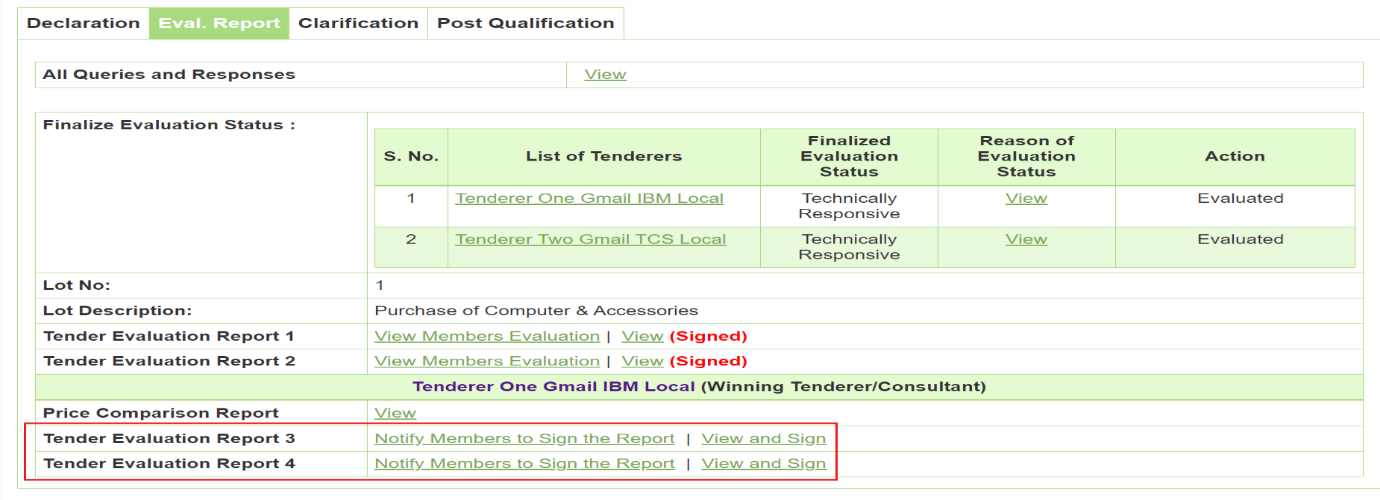 Declaration Eval. Report Clarification Post Qualification
All Queries and Responses View
Finalize Evaluation Status :
S. No. List of Tenderers Finalized Evaluation Status Reason of Evaluation Status Action
1 Tenderer One Gmail IBM Local Technically Responsive View Evaluated
2 Tenderer Two Gmail TCS Local Technically Responsive View Evaluated
Lot No: 1
Lot Description: Purchase of Computer & Accessories
Tender Evaluation Report 1 View Members Evaluation | View (Signed)
Tender Evaluation Report 2 View Members Evaluation | View (Signed)
Tenderer One Gmail IBM Local (Winning Tenderer/Consultant)
Price Comparison Report View
Tender Evaluation Report 3 Notify Members to Sign the Report | View and Sign
Tender Evaluation Report 4 Notify Members to Sign the Report | View and Sign